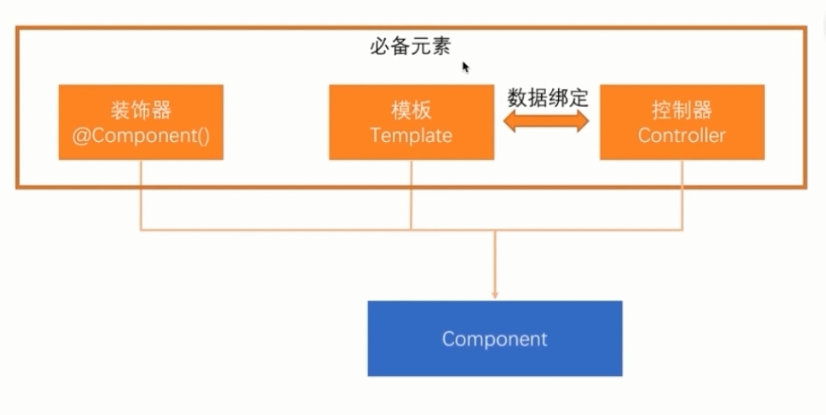 必备元素
装饰器
@Component()
模板
Template
数据绑定
控制器
Controller
Component